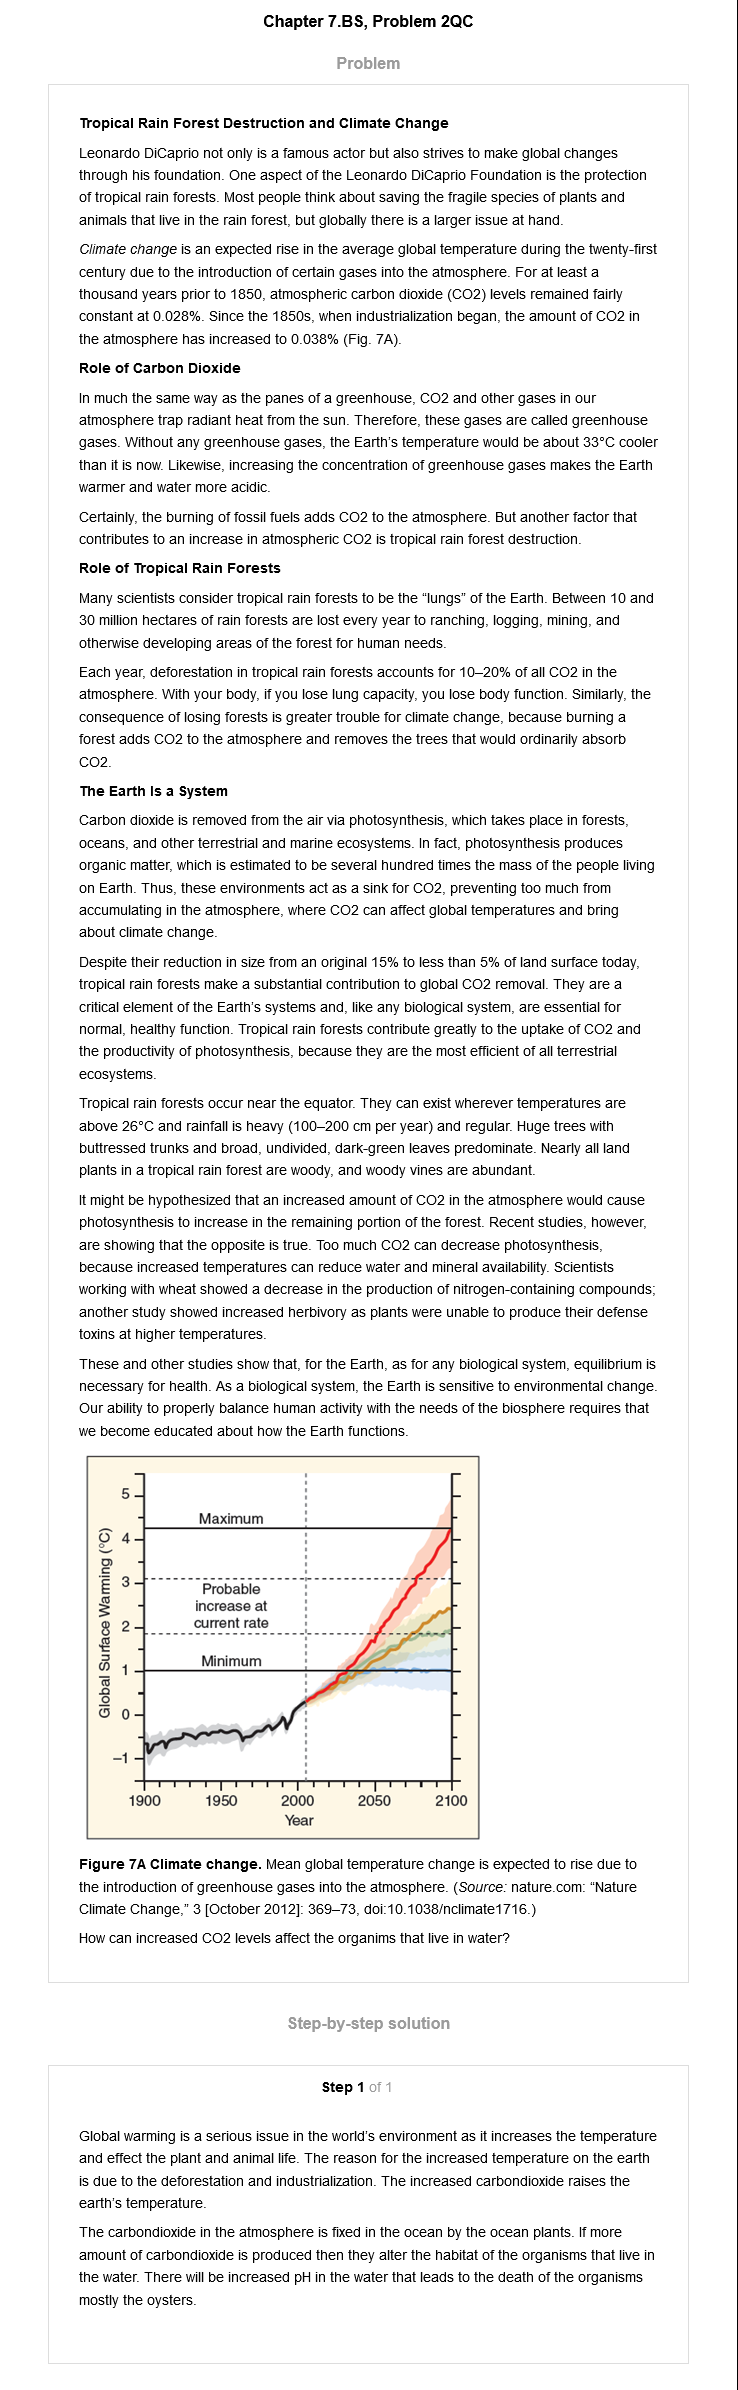 Chapter 7.BS, Problem 2QC
Problem
Tropical Rain Forest Destruction and Climate Change
Leonardo DiCaprio not only is a famous actor but also strives to make global changes
through his foundation. One aspect of the Leonardo DiCaprio Foundation is the protection
of tropical rain forests. Most people think about saving the fragile species of plants and
animals that live in the rain forest, but globally there is a larger issue at hand.
Climate change is an expected rise in the average global temperature during the twenty-first
century due to the introduction of certain gases into the atmosphere. For at least a
thousand years prior to 1850, atmospheric carbon dioxide (CO2) levels remained fairly
constant at 0.028%. Since the 1850s, when industrialization began, the amount of CO2 in
the atmosphere has increased to 0.038% (Fig. 7A).
Role of Carbon Dioxide
In much the same way as the panes of a greenhouse, CO2 and other gases in our
atmosphere trap radiant heat from the sun. Therefore, these gases are called greenhouse
gases. Without any greenhouse gases, the Earth's temperature would be about 33°C cooler
than it is now. Likewise, increasing the concentration of greenhouse gases makes the Earth
warmer and water more acidic.
Certainly, the burning of fossil fuels adds CO2 to the atmosphere. But another factor that
contributes to an increase in atmospheric CO2 is tropical rain forest destruction.
Role of Tropical Rain Forests
Many scientists consider tropical rain forests to be the “lungs” of the Earth. Between 10 and
30 million hectares of rain forests are lost every year to ranching, logging, mining, and
otherwise developing areas of the forest for human needs.
Each year, deforestation in tropical rain forests accounts for 10–20% of all CO2 in the
atmosphere. With your body, if you lose lung capacity, you lose body function. Similarly, the
consequence of losing forests is greater trouble for climate change, because burning a
forest adds CO2 to the atmosphere and removes the trees that would ordinarily absorb
CO2.
The Earth Is a System
Carbon dioxide is removed from the air via photosynthesis, which takes place in forests,
oceans, and other terrestrial and marine ecosystems. In fact, photosynthesis produces
organic matter, which is estimated to be several hundred times the mass of the people living
on Earth. Thus, these environments act as a sink for CO2, preventing too much from
accumulating in the atmosphere, where CO2 can affect global temperatures and bring
about climate change.
Despite their reduction in size from an original 15% to less than 5% of land surface today,
tropical rain forests make a substantial contribution to global CO2 removal. They are a
critical element of the Earth's systems and, like any biological system, are essential for
normal, healthy function. Tropical rain forests contribute greatly to the uptake of CO2 and
the productivity of photosynthesis, because they are the most efficient of all terrestrial
ecosystems.
Tropical rain forests occur near the equator. They can exist wherever temperatures are
above 26°C and rainfall is heavy (100–200 cm per year) and regular. Huge trees with
buttressed trunks and broad, undivided, dark-green leaves predominate. Nearly all land
plants in a tropical rain forest are woody, and woody vines are abundant.
It might be hypothesized that an increased amount of CO2 in the atmosphere would cause
photosynthesis to increase in the remaining portion of the forest. Recent studies, however,
are showing that the opposite is true. Too much CO2 can decrease photosynthesis,
because increased temperatures can reduce water and mineral availability. Scientists
working with wheat showed a decrease in the production of nitrogen-containing compounds;
another study showed increased herbivory as plants were unable to produce their defense
toxins at higher temperatures.
These and other studies show that, for the Earth, as for any biological system, equilibrium is
necessary for health. As a biological system, the Earth is sensitive to environmental change.
Our ability to properly balance human activity with the needs of the biosphere requires that
we become educated about how the Earth functions.
Global Surface Warming (°C)
5
4
3
2
1
0
–1
Maximum
Probable
increase at
current rate
Minimum
1900 1950 2000 2050 2100
Year
Figure 7A Climate change. Mean global temperature change is expected to rise due to
the introduction of greenhouse gases into the atmosphere. (Source: nature.com: “Nature
Climate Change,” 3 [October 2012]: 369–73, doi:10.1038/nclimate1716.)
How can increased CO2 levels affect the organims that live in water?
Step-by-step solution
Step 1 of 1
Global warming is a serious issue in the world's environment as it increases the temperature
and effect the plant and animal life. The reason for the increased temperature on the earth
is due to the deforestation and industrialization. The increased carbondioxide raises the
earth's temperature.
The carbondioxide in the atmosphere is fixed in the ocean by the ocean plants. If more
amount of carbondioxide is produced then they alter the habitat of the organisms that live in
the water. There will be increased pH in the water that leads to the death of the organisms
mostly the oysters.